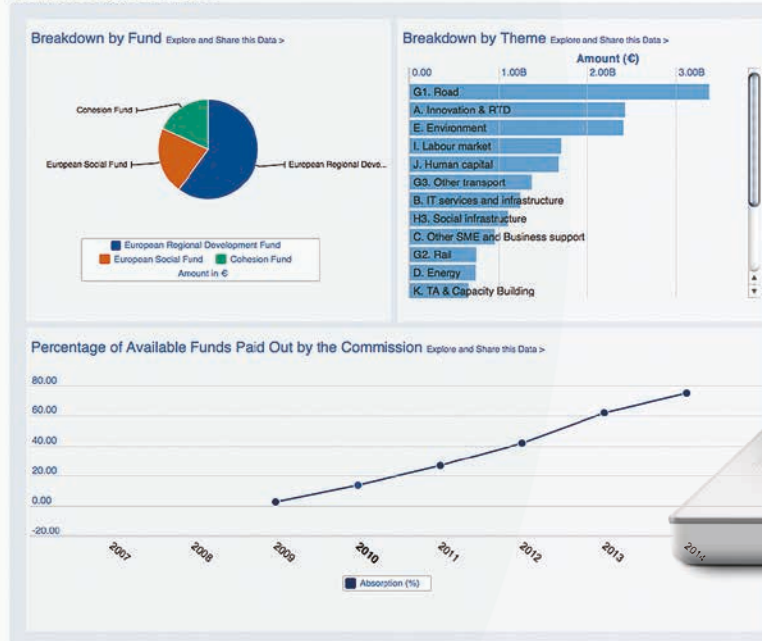 Breakdown by Fund Explore and Share this Data >
Cohesion Fund
European Social Fund
European Regional Deve...
European Regional Development Fund
European Social Fund Cohesion Fund
Amount in €
Breakdown by Theme Explore and Share this Data >
Amount (€)
0.00 1.00B 2.00B 3.00B
G1. Road
A. Innovation & RTD
E. Environment
I. Labour market
J. Human capital
G3. Other transport
B. IT services and infrastructure
H3. Social infrastructure
C. Other SME and Business support
G2. Rail
D. Energy
K. TA & Capacity Building
Percentage of Available Funds Paid Out by the Commission Explore and Share this Data >
80.00
60.00
40.00
20.00
0.00
-20.00
2007 2008 2009 2010 2011 2012 2013 2014
Absorption (%)